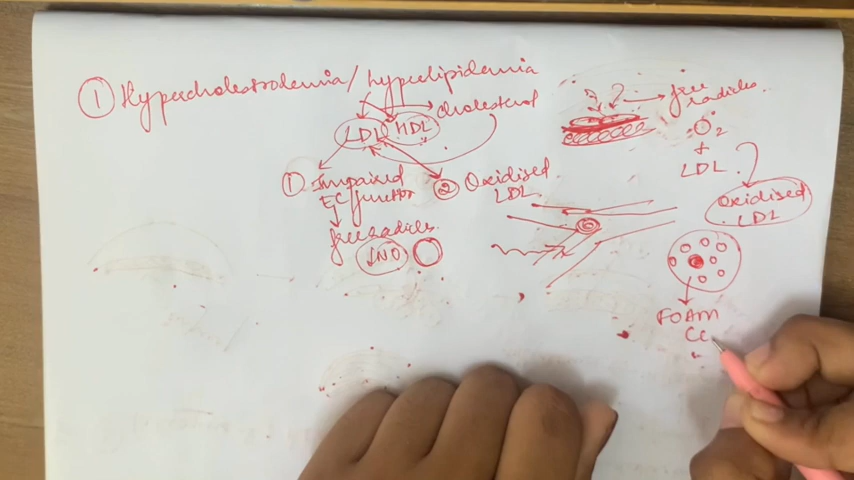 ① Hypercholestrolemia/hyperlipidemia
cholesterol
LDL HDL
① Impaired
EC function
free radicles.
↓NO
② Oxidised
LDL.
free
radicles.
O2
+
LDL.
Oxidised
LDL
FOAM
Ce